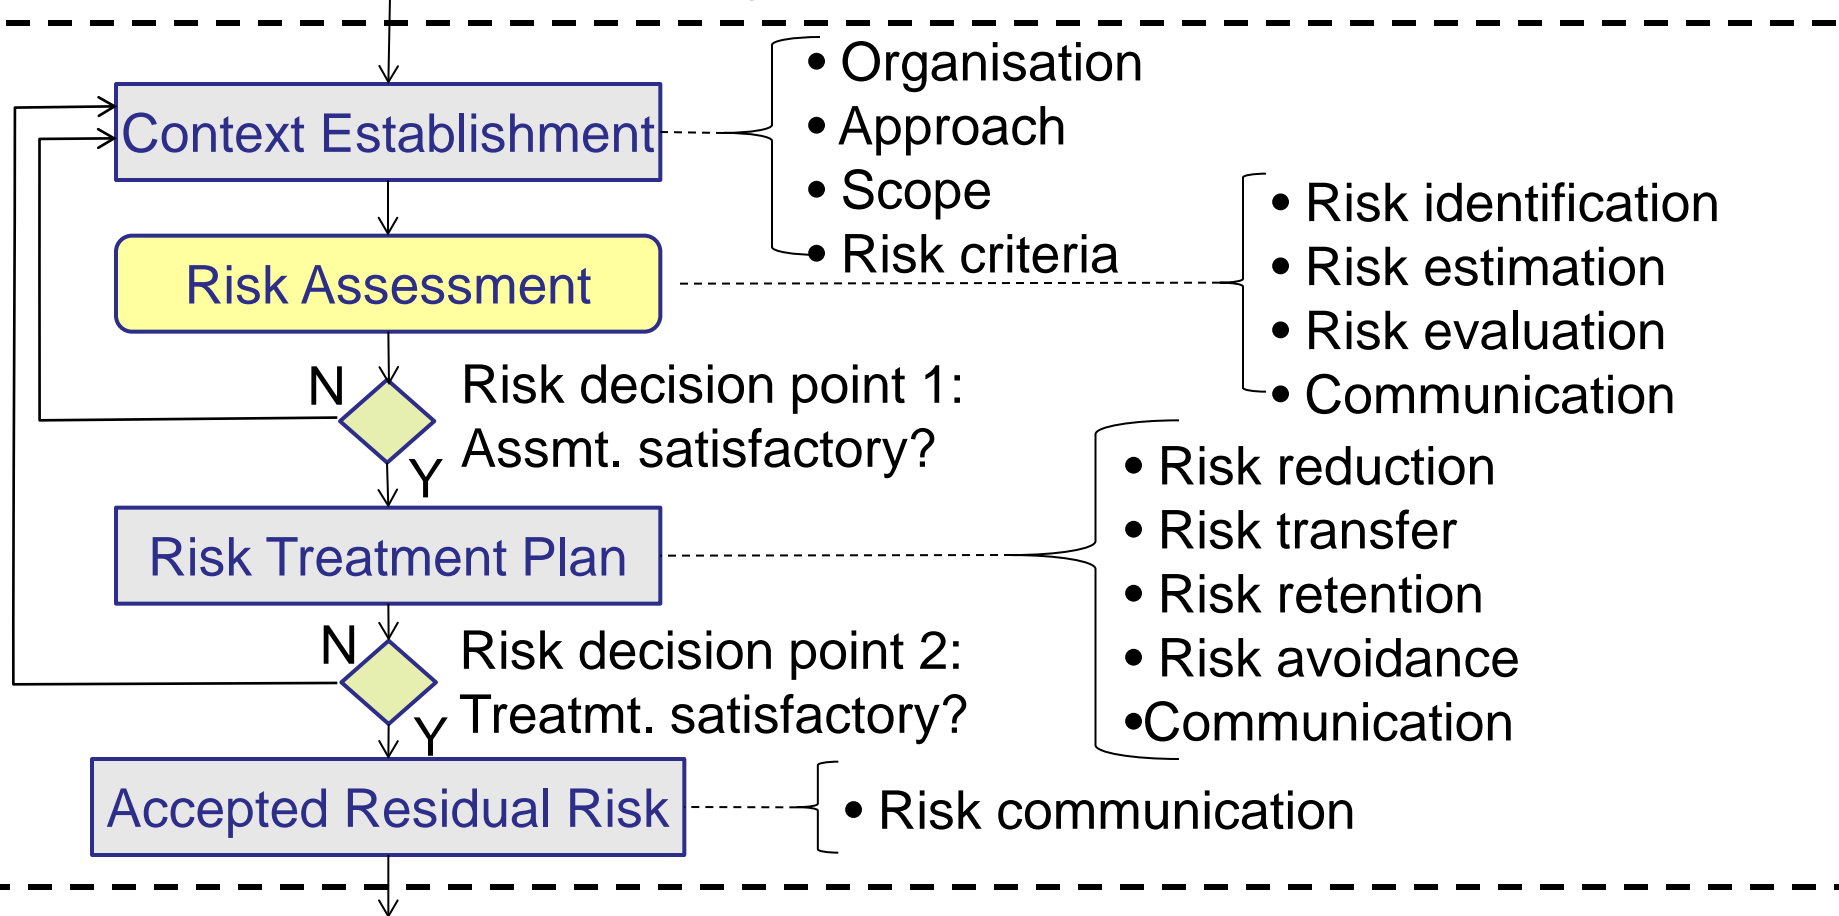 Context Establishment
• Organisation
• Approach
• Scope
• Risk criteria
Risk Assessment
• Risk identification
• Risk estimation
• Risk evaluation
• Communication
N
Risk decision point 1:
Assmt. satisfactory?
Y
Risk Treatment Plan
• Risk reduction
• Risk transfer
• Risk retention
• Risk avoidance
•Communication
N
Risk decision point 2:
Treatmt. satisfactory?
Y
Accepted Residual Risk
• Risk communication